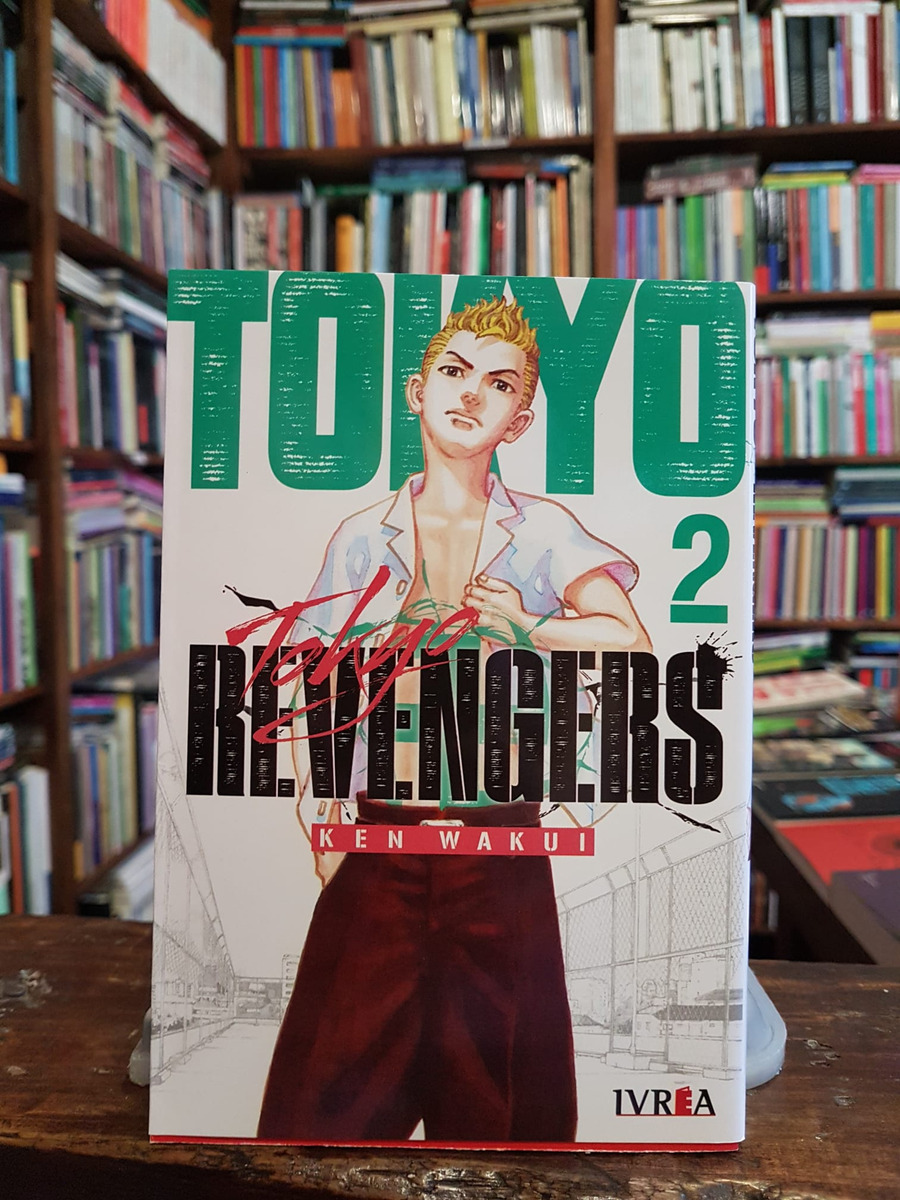 TOKYO
2
Tokyo
REVENGERS
KEN WAKUI
IVREA